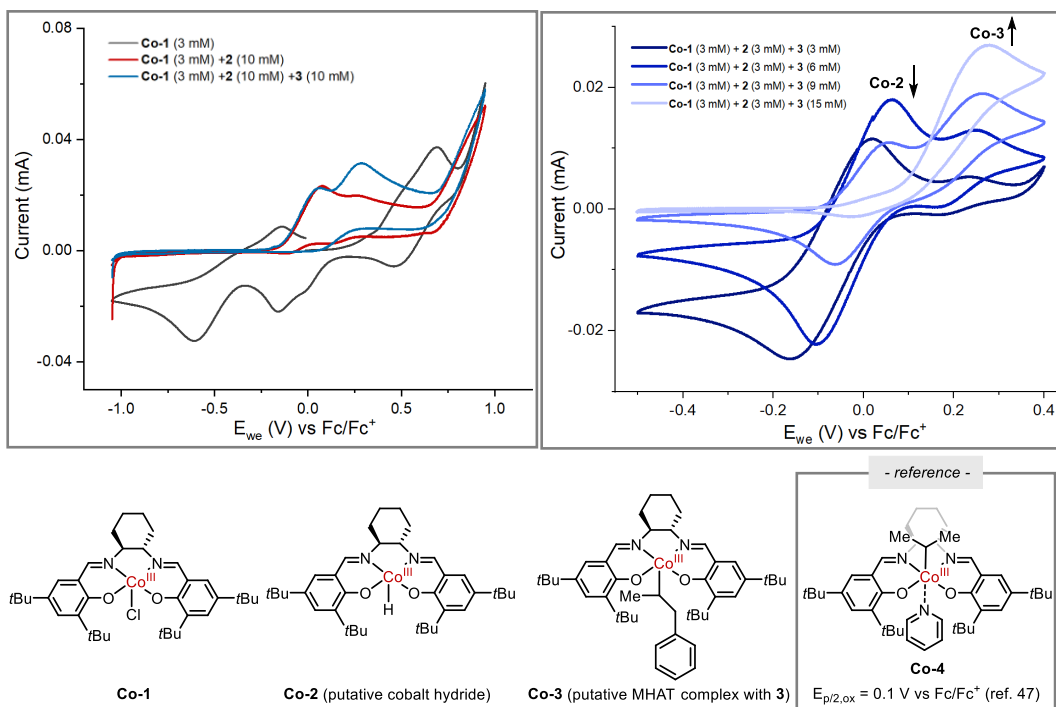 0.08
0.04
0.00
-0.04
Current (mA)
Co-1 (3 mM)
Co-1 (3 mM) +2 (10 mM)
Co-1 (3 mM) +2 (10 mM) +3 (10 mM)
-1.0 -0.5 0.0 0.5 1.0
Ewe (V) vs Fc/Fc+
0.02
0.00
-0.02
Current (mA)
Co-1 (3 mM) + 2 (3 mM) + 3 (3 mM)
Co-1 (3 mM) + 2 (3 mM) + 3 (6 mM)
Co-1 (3 mM) + 2 (3 mM) + 3 (9 mM)
Co-1 (3 mM) + 2 (3 mM) + 3 (15 mM)
Co-2
Co-3
-0.4 -0.2 0.0 0.2 0.4
Ewe (V) vs Fc/Fc+
N N
CoIII
O O
Cl
tBu tBu
tBu tBu
Co-1
N N
CoIII
O O
H
tBu tBu
tBu tBu
Co-2 (putative cobalt hydride)
N N
CoIII
O O
Me
tBu tBu
tBu tBu
Co-3 (putative MHAT complex with 3)
- reference -
Me Me
N N
CoIII
O O
N
tBu tBu
tBu tBu
Co-4
Ep/2,ox = 0.1 V vs Fc/Fc+ (ref. 47)